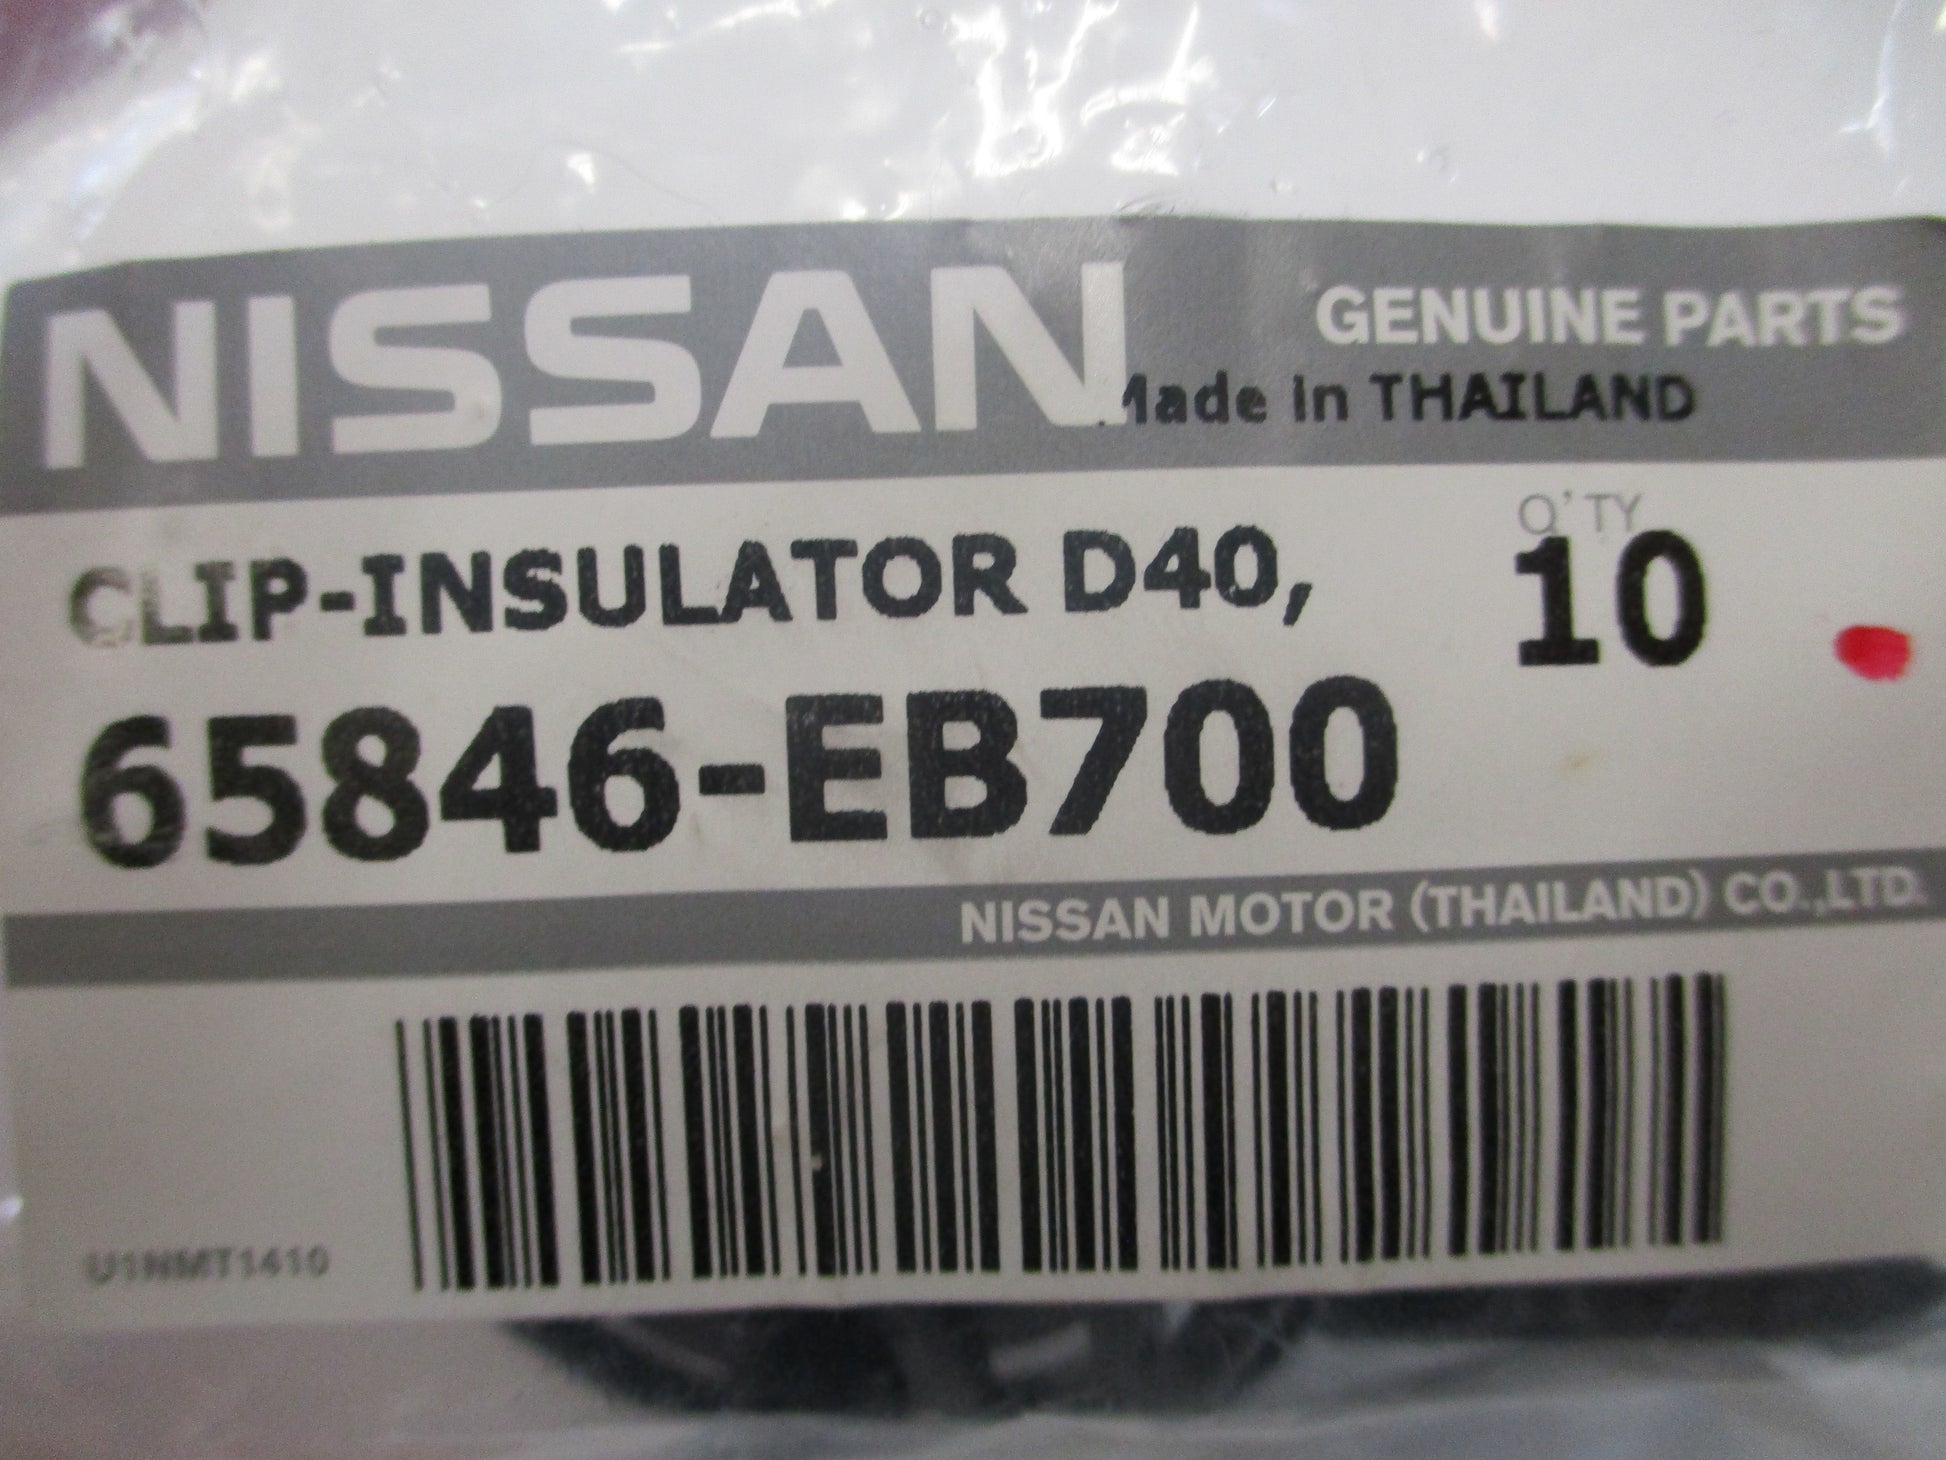 NISSAN
GENUINE PARTS
Made in THAILAND
CLIP-INSULATOR D40,
Q'TY
10
65846-EB700
NISSAN MOTOR (THAILAND) CO.,LTD.
U1NMT1410